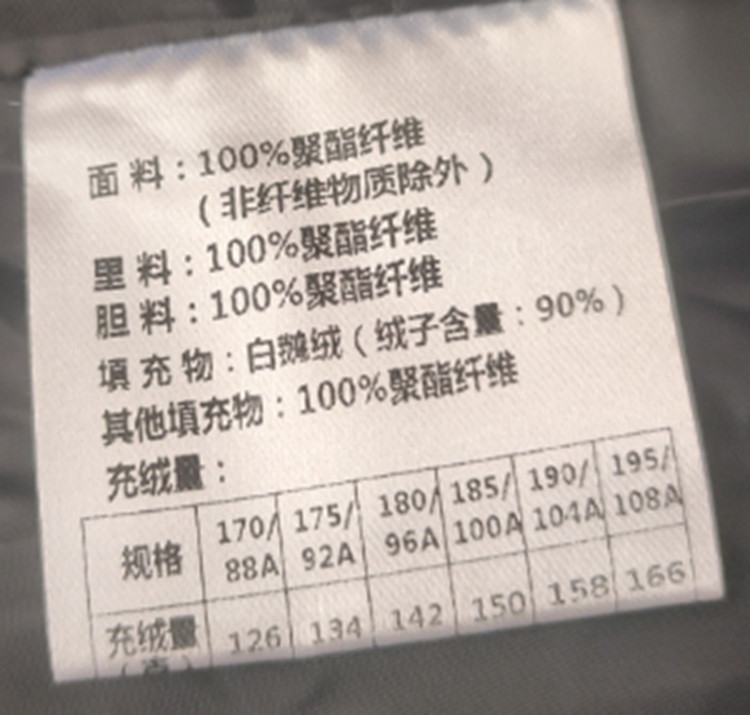 面 料：100%聚酯纤维
（非纤维物质除外）
里 料：100%聚酯纤维
胆 料：100%聚酯纤维
填 充 物：白鹅绒（绒子含量：90%）
其他填充物：100%聚酯纤维
充绒量：
规格 170/88A 175/92A 180/96A 185/100A 190/104A 195/108A
充绒量 126 134 142 150 158 166